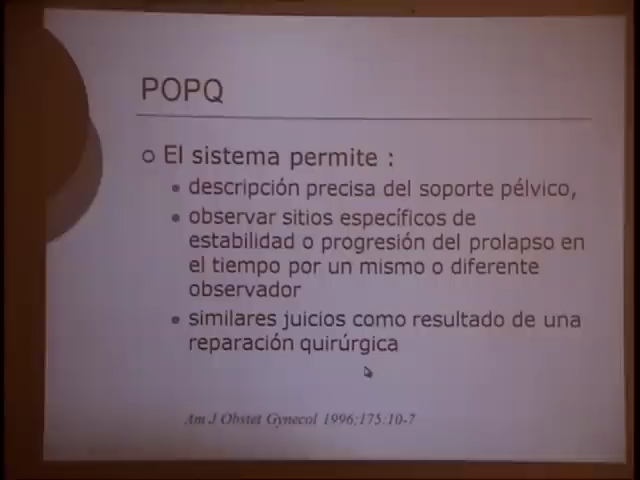 POPQ
El sistema permite :
descripción precisa del soporte pélvico,
observar sitios específicos de
estabilidad o progresión del prolapso en
el tiempo por un mismo o diferente
observador
similares juicios como resultado de una
reparación quirúrgica
Am J Obstet Gynecol 1996;175:10-7